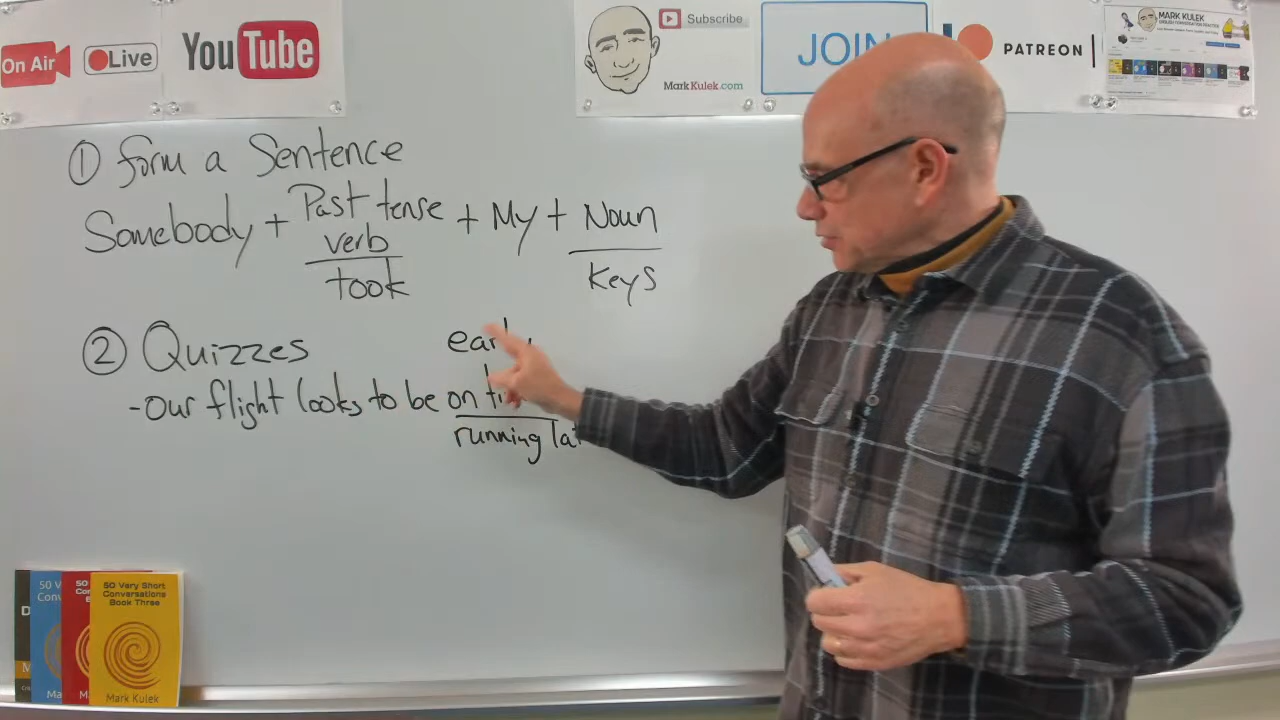 On Air
Live
YouTube
Subscribe
MarkKulek.com
JOIN
PATREON
MARK KULEK
① Form a Sentence
Somebody + Past tense verb + My + Noun
took
keys
② Quizzes
early
-Our flight looks to be on
running
50 Very Short
Conversations
Book Three
Mark Kulek